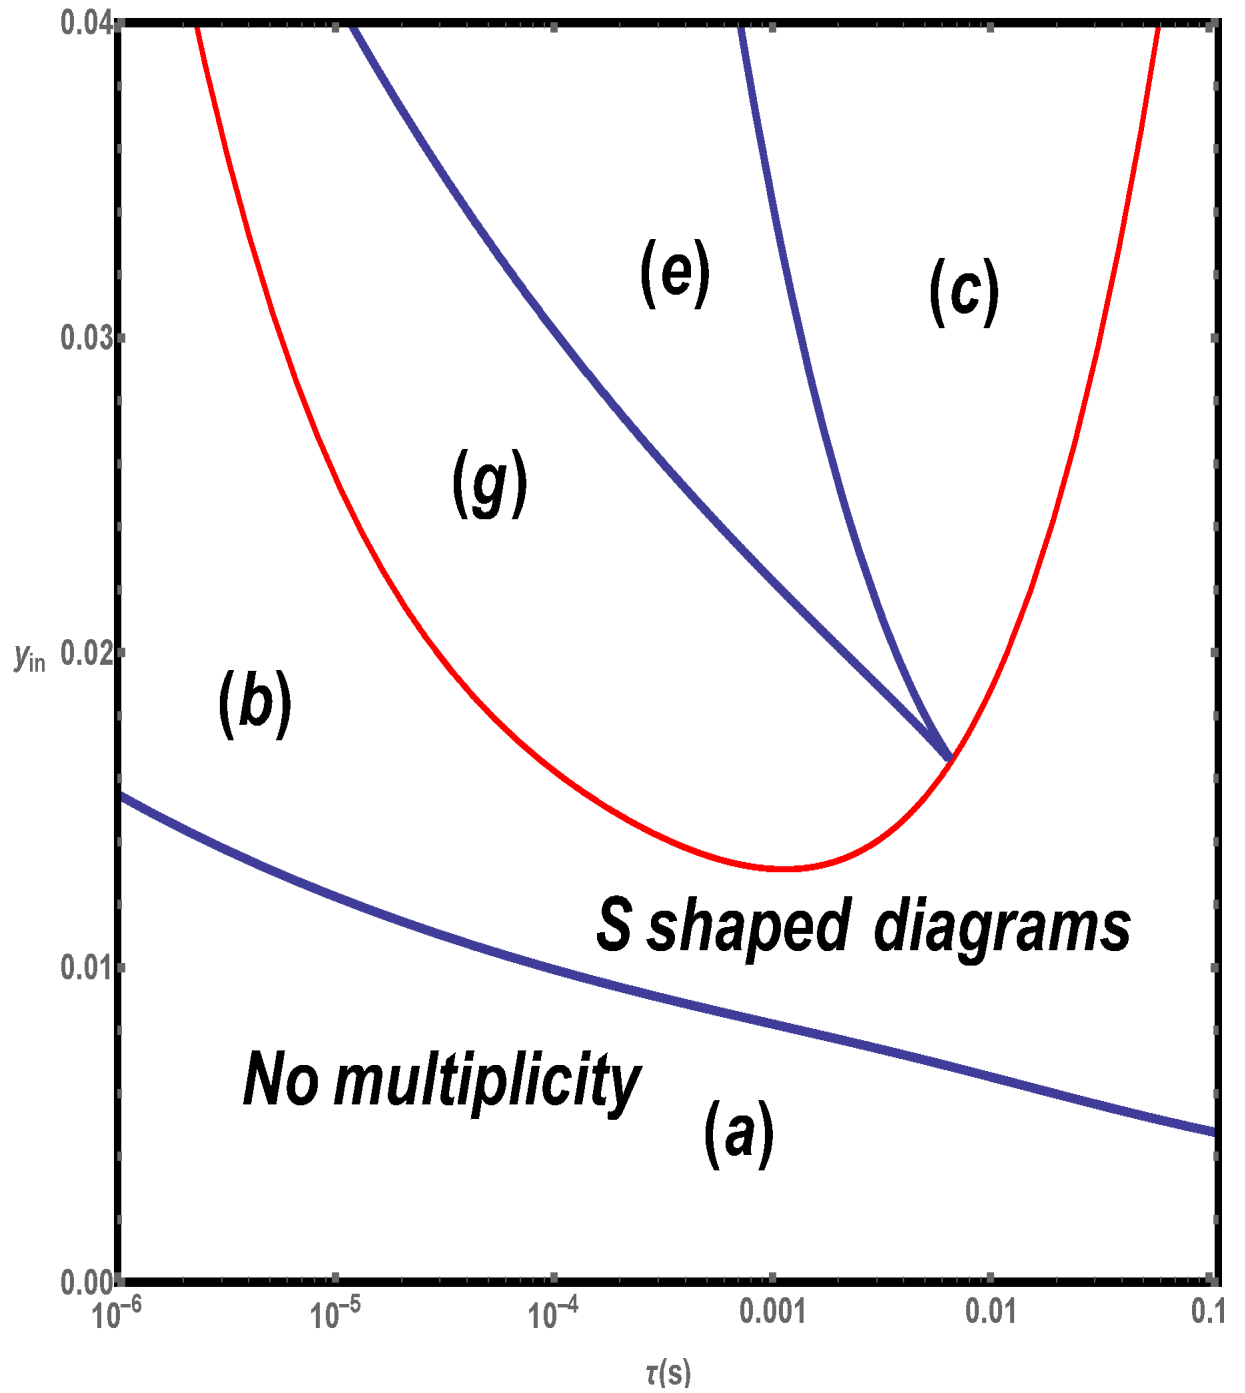 0.04
(e)
(c)
0.03
(g)
y_in 0.02
(b)
S shaped diagrams
0.01
No multiplicity
(a)
0.00
10⁻⁶ 10⁻⁵ 10⁻⁴ 0.001 0.01 0.1
τ(s)